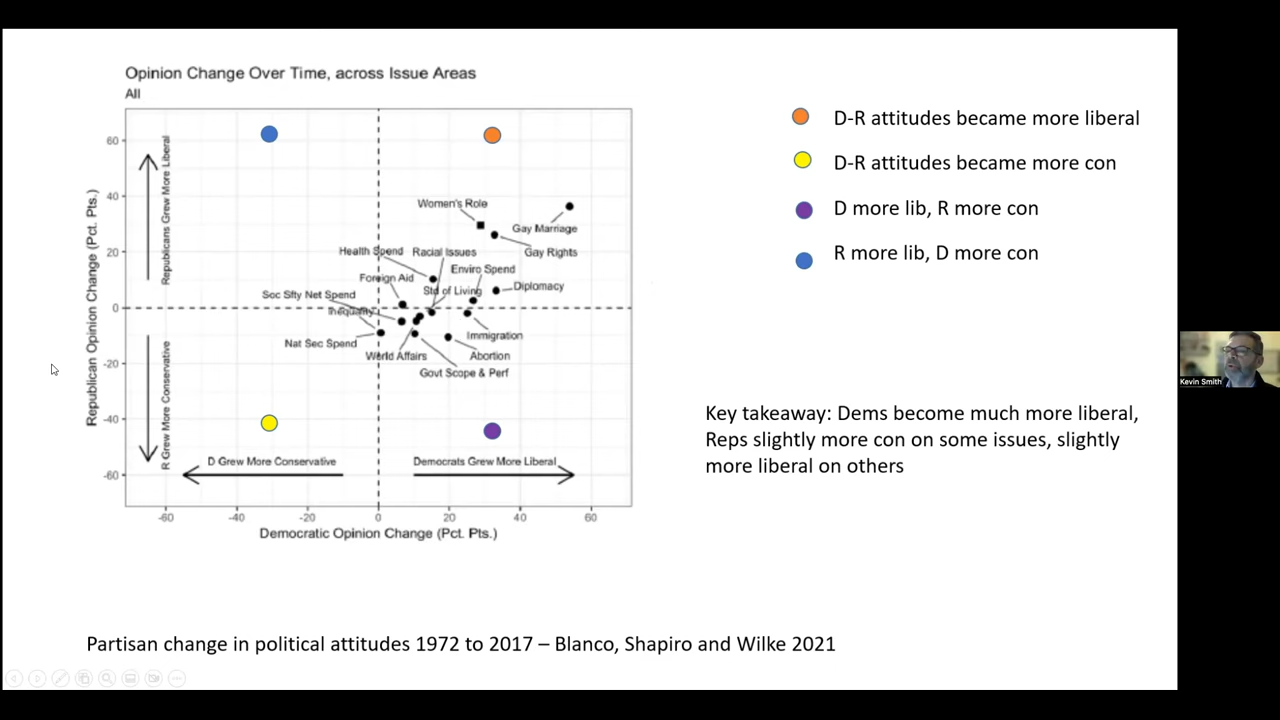 Opinion Change Over Time, across Issue Areas
All
D-R attitudes became more liberal
D-R attitudes became more con
D more lib, R more con
R more lib, D more con
Republican Opinion Change (Pct. Pts.)
60
40
20
0
-20
-40
-60
Republicans Grew More Liberal
R Grew More Conservative
Women's Role
Gay Marriage
Gay Rights
Health Spend
Racial Issues
Enviro Spend
Foreign Aid
Std of Living
Diplomacy
Soc Sfty Net Spend
Inequality
Immigration
Nat Sec Spend
World Affairs
Abortion
Govt Scope & Perf
D Grew More Conservative
Democrats Grew More Liberal
-60
-40
-20
0
20
40
60
Democratic Opinion Change (Pct. Pts.)
Key takeaway: Dems become much more liberal,
Reps slightly more con on some issues, slightly
more liberal on others
Kevin Smith
Partisan change in political attitudes 1972 to 2017 – Blanco, Shapiro and Wilke 2021